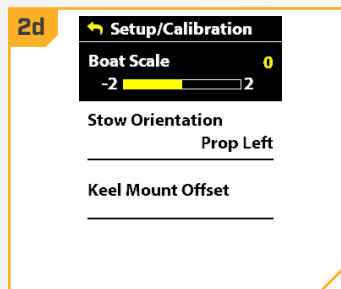 2d
Setup/Calibration
Boat Scale 0
-2 2
Stow Orientation
Prop Left
Keel Mount Offset